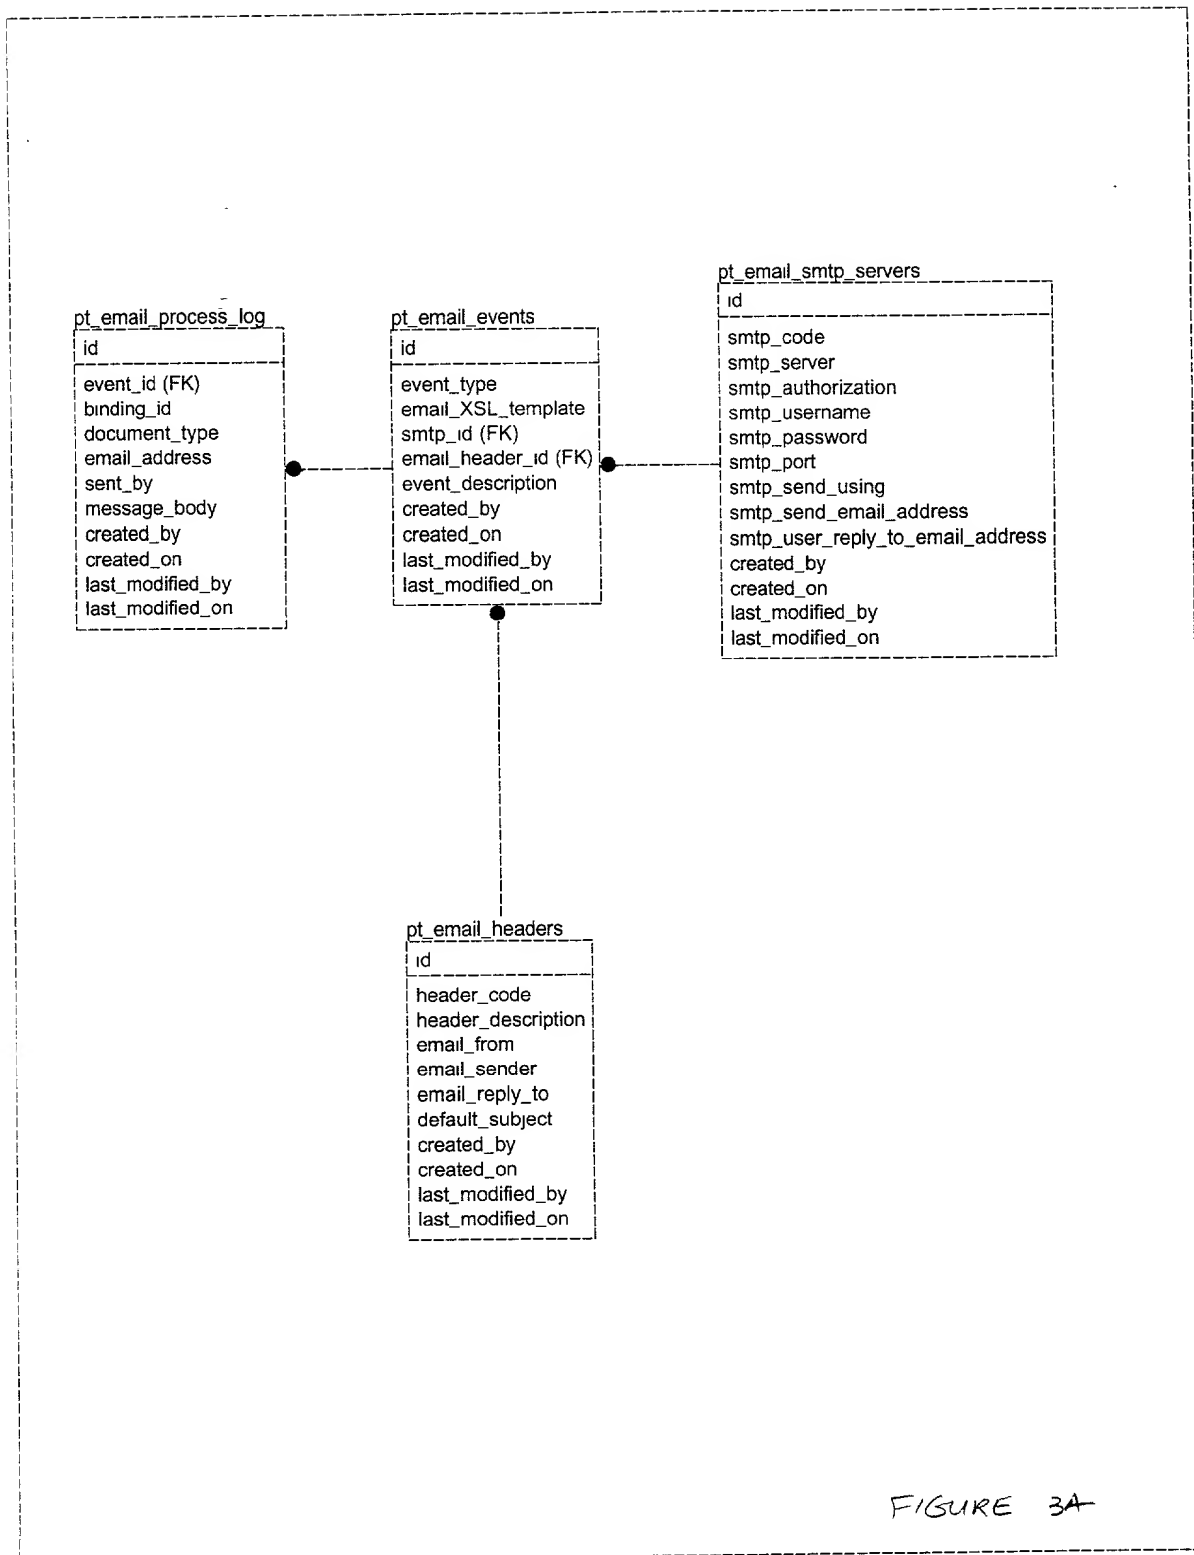 pt_email_process_log
id
event_id (FK)
binding_id
document_type
email_address
sent_by
message_body
created_by
created_on
last_modified_by
last_modified_on
pt_email_events
id
event_type
email_XSL_template
smtp_id (FK)
email_header_id (FK)
event_description
created_by
created_on
last_modified_by
last_modified_on
pt_email_smtp_servers
id
smtp_code
smtp_server
smtp_authorization
smtp_username
smtp_password
smtp_port
smtp_send_using
smtp_send_email_address
smtp_user_reply_to_email_address
created_by
created_on
last_modified_by
last_modified_on
pt_email_headers
id
header_code
header_description
email_from
email_sender
email_reply_to
default_subject
created_by
created_on
last_modified_by
last_modified_on
FIGURE 3A